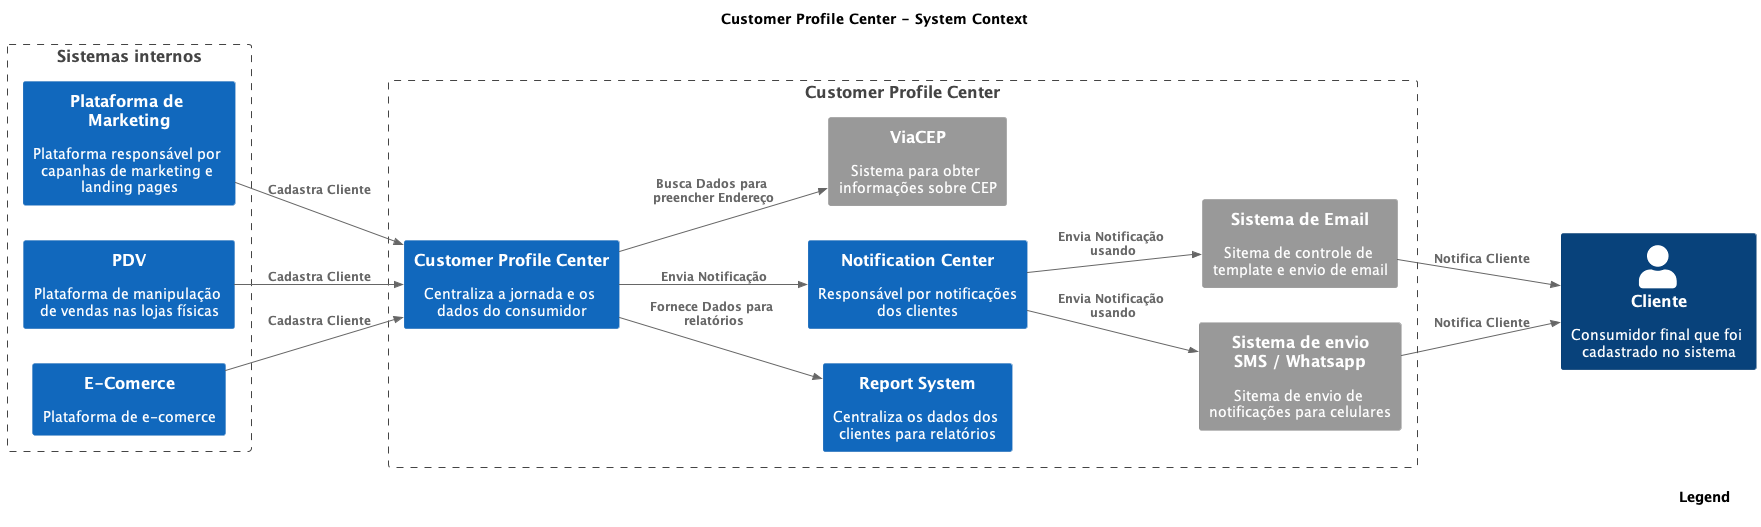 Customer Profile Center - System Context
Sistemas internos
Plataforma de
Marketing
Plataforma responsável por
capanhas de marketing e
landing pages
PDV
Plataforma de manipulação
de vendas nas lojas físicas
E-Comerce
Plataforma de e-comerce
Cadastra Cliente
Cadastra Cliente
Cadastra Cliente
Customer Profile Center
Customer Profile Center
Centraliza a jornada e os
dados do consumidor
Busca Dados para
preencher Endereço
Envia Notificação
Fornece Dados para
relatórios
ViaCEP
Sistema para obter
informações sobre CEP
Notification Center
Responsável por notificações
dos clientes
Report System
Centraliza os dados dos
clientes para relatórios
Envia Notificação
usando
Envia Notificação
usando
Sistema de Email
Sitema de controle de
template e envio de email
Sistema de envio
SMS / Whatsapp
Sitema de envio de
notificações para celulares
Notifica Cliente
Notifica Cliente
Cliente
Consumidor final que foi
cadastrado no sistema
Legend